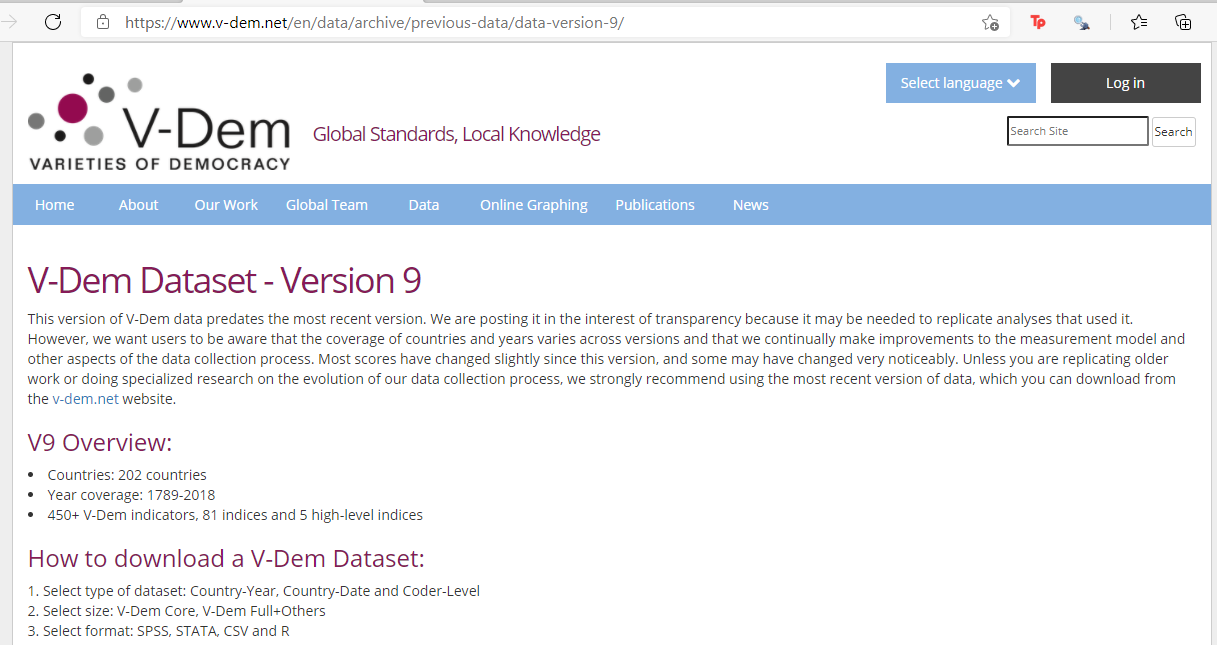 https://www.v-dem.net/en/data/archive/previous-data/data-version-9/
Tp
V-Dem
VARIETIES OF DEMOCRACY
Global Standards, Local Knowledge
Select language
Log in
Search Site
Search
Home About Our Work Global Team Data Online Graphing Publications News
V-Dem Dataset - Version 9
This version of V-Dem data predates the most recent version. We are posting it in the interest of transparency because it may be needed to replicate analyses that used it.
However, we want users to be aware that the coverage of countries and years varies across versions and that we continually make improvements to the measurement model and
other aspects of the data collection process. Most scores have changed slightly since this version, and some may have changed very noticeably. Unless you are replicating older
work or doing specialized research on the evolution of our data collection process, we strongly recommend using the most recent version of data, which you can download from
the v-dem.net website.
V9 Overview:
• Countries: 202 countries
• Year coverage: 1789-2018
• 450+ V-Dem indicators, 81 indices and 5 high-level indices
How to download a V-Dem Dataset:
1. Select type of dataset: Country-Year, Country-Date and Coder-Level
2. Select size: V-Dem Core, V-Dem Full+Others
3. Select format: SPSS, STATA, CSV and R